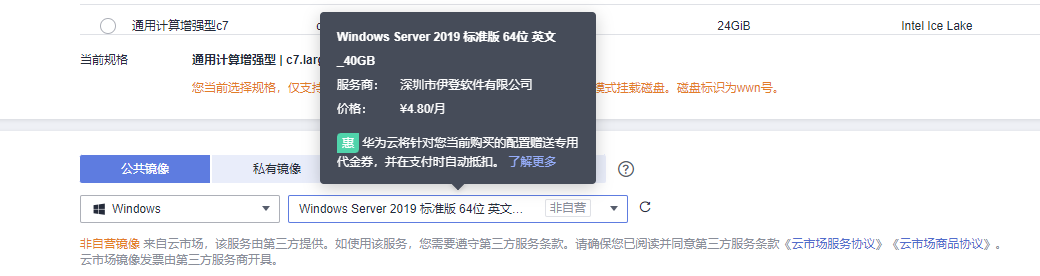 通用计算增强型c7
24GiB
Intel Ice Lake
当前规格
通用计算增强型 | c7.larg
您当前选择规格，仅支持
模式挂载磁盘。磁盘标识为wwn号。
Windows Server 2019 标准版 64位 英文
_40GB
服务商： 深圳市伊登软件有限公司
价格： ¥4.80/月
惠 华为云将针对您当前购买的配置赠送专用
代金券，并在支付时自动抵扣。 了解更多
公共镜像 私有镜像 ?
Windows Windows Server 2019 标准版 64位 英文... 非自营
非自营镜像 来自云市场，该服务由第三方提供。如使用该服务，您需要遵守第三方服务条款。请确保您已阅读并同意第三方服务条款《云市场服务协议》《云市场商品协议》。
云市场镜像发票由第三方服务商开具。